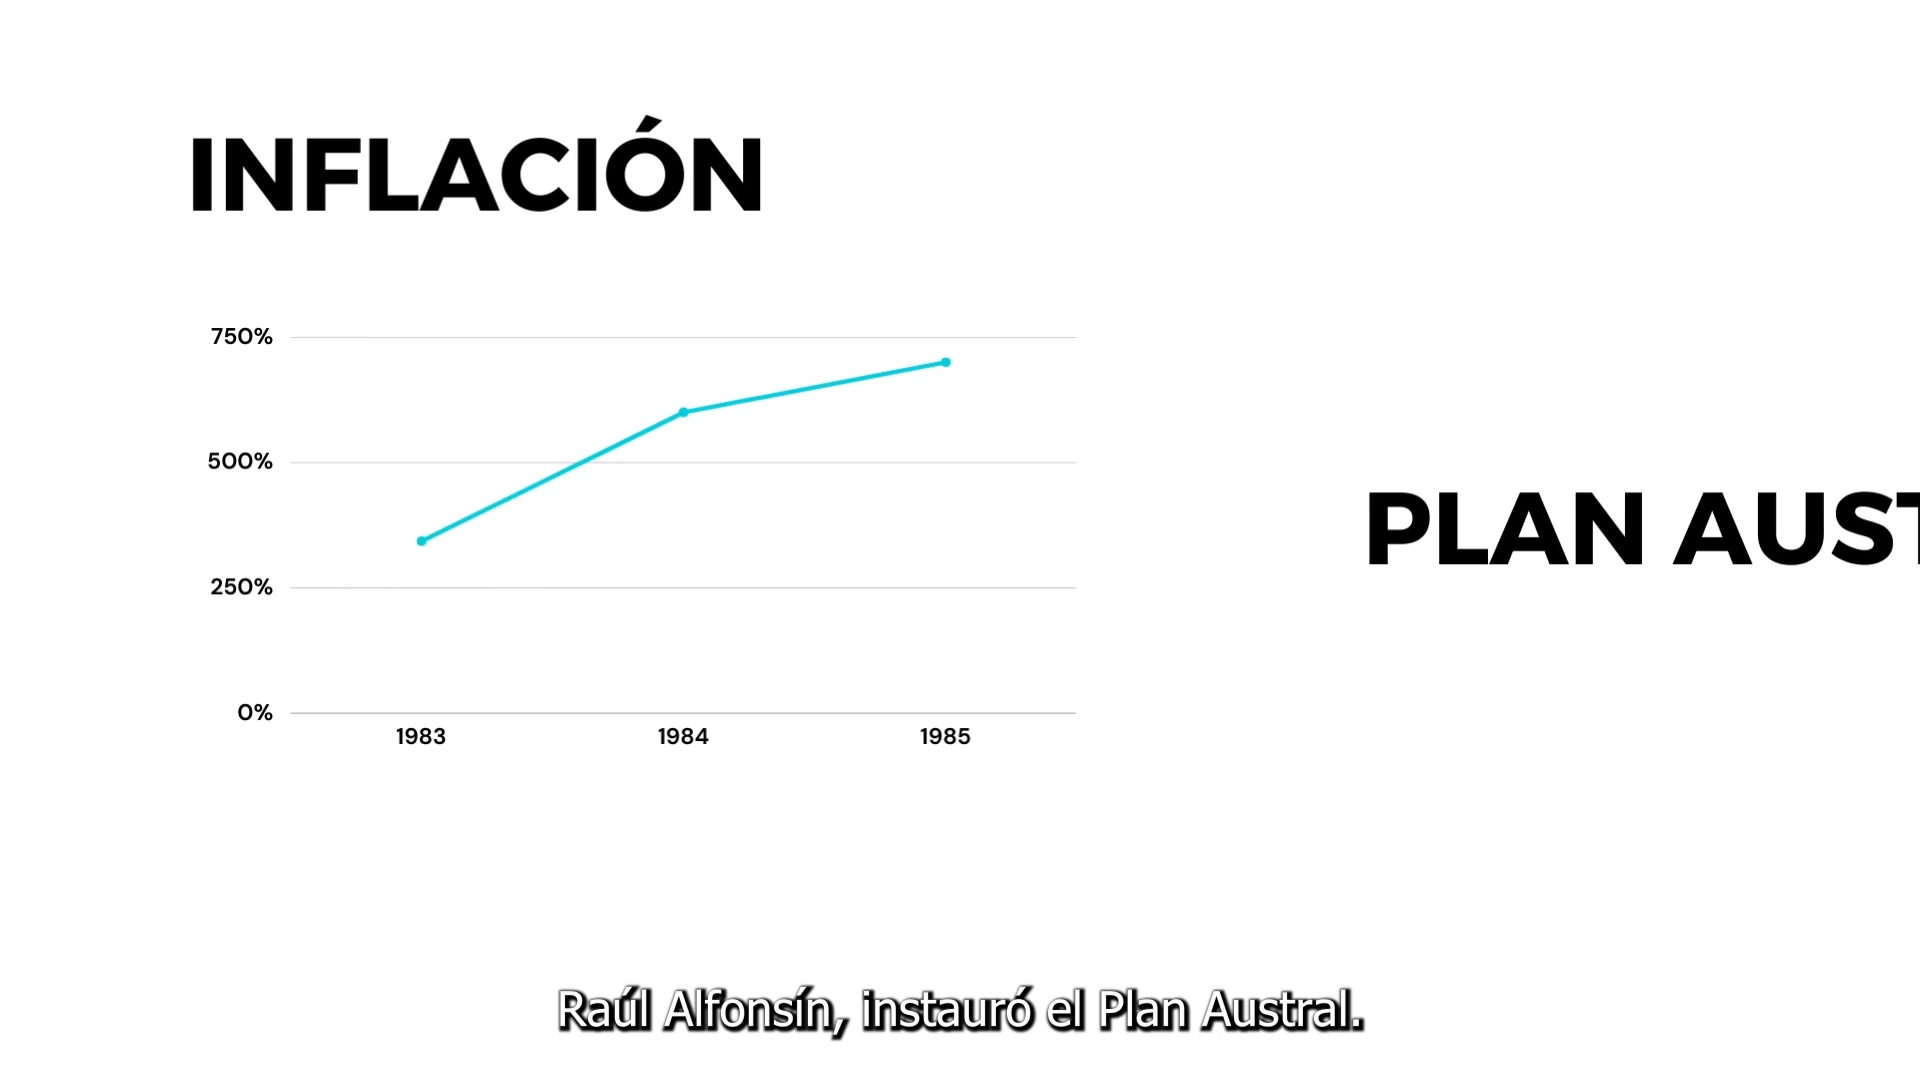 INFLACIÓN
750%
500%
250%
0%
1983 1984 1985
PLAN AUST
Raúl Alfonsín, instauró el Plan Austral.